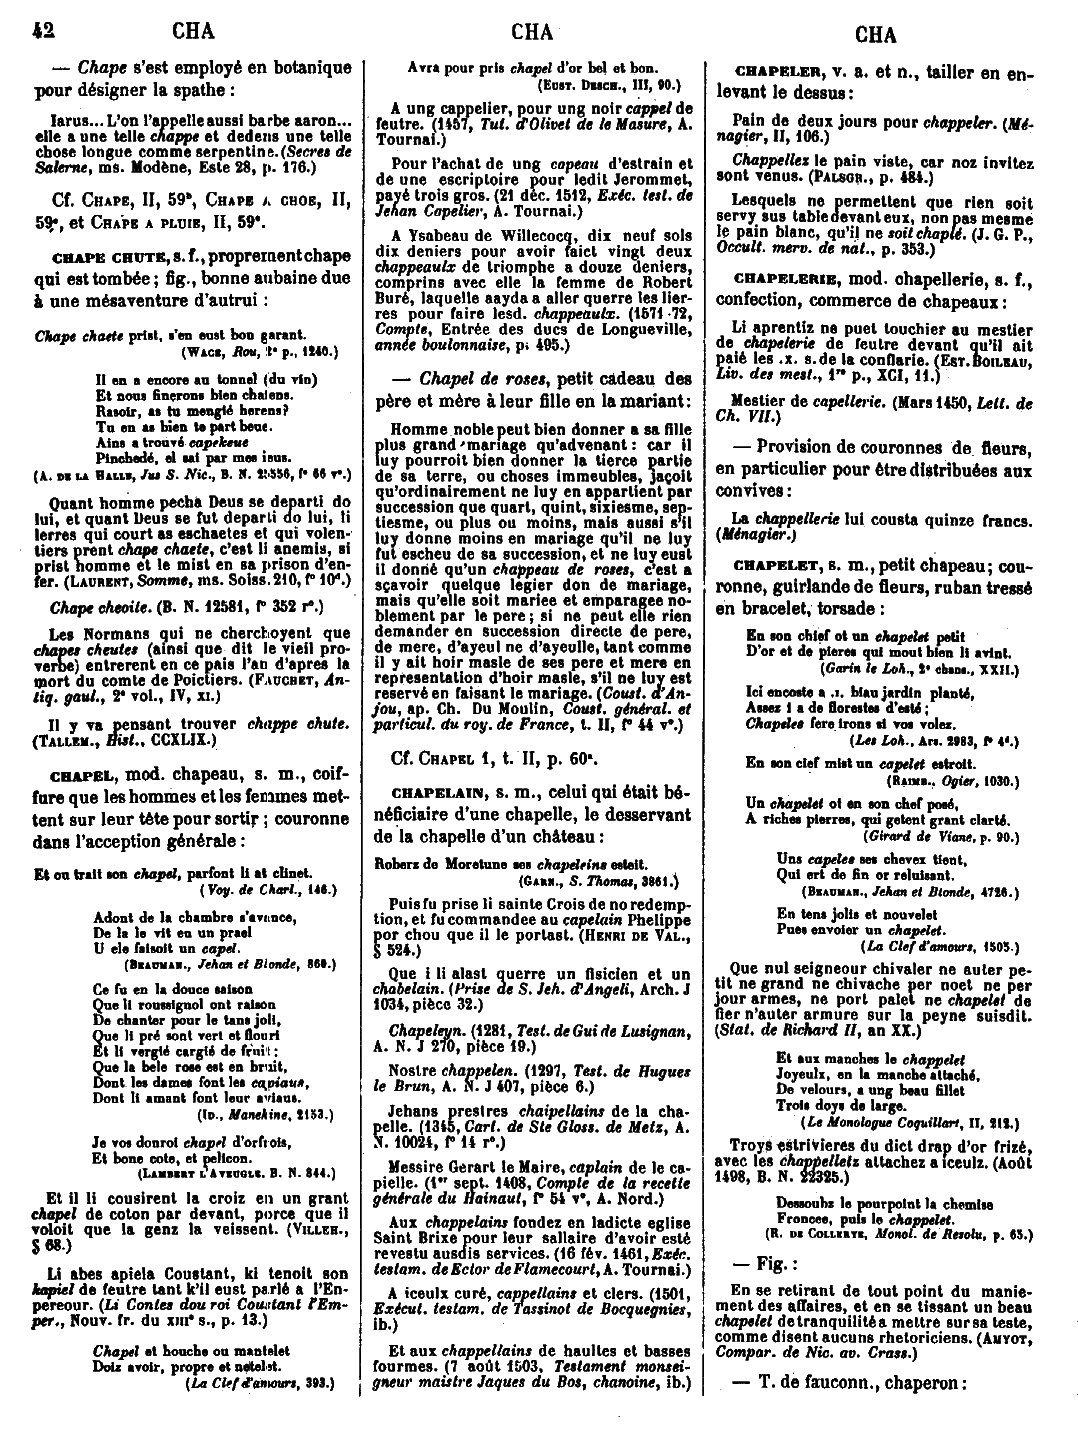 42 CHA CHA CHA
— Chape s'est employé en botanique
pour désigner la spathe :
Iarus... L'on l'appelle aussi barbe aaron...
elle a une telle chappe et dedens une telle
chose longue comme serpentine. (Secres de
Salerne, ms. Modène, Este 28, p. 176.)
Cf. CHAPE, II, 59ᵇ, CHAPE A CHOE, II,
59ᶜ, et CHAPE A PLUIE, II, 59ᶜ.
CHAPE CHUTE, s. f., proprement chape
qui est tombée ; fig., bonne aubaine due
à une mésaventure d'autrui :
Chape chaete prist, s'en eust bon garant.
(WACE, Rou, 2ᵉ p., 1240.)
Il en a encore au tonnel (du vin)
Et nous finerons bien chaiens.
Rasoir, as tu mengié herens?
Tu en as bien te part beue.
Ains a trouvé capekeue
Pinchedé, el sai par mes iaus.
(A. DE LA HALLE, Jus S. Nic., B. N. 25556, fᵒ 66 vᵒ.)
Quant homme pecha Deus se departi do
lui, et quant Deus se fut departi do lui, li
lerres qui court as eschaetes et qui volen-
tiers prent chape chaete, c'est li anemis, si
prist homme et le mist en sa prison d'en-
fer. (LAURENT, Somme, ms. Soiss. 210, fᵒ 10ᵈ.)
Chape cheoite. (B. N. 12581, fᵒ 352 rᵒ.)
Les Normans qui ne cherchoyent que
chapes cheutes (ainsi que dit le vieil pro-
verbe) entrerent en ce pais l'an d'apres la
mort du comte de Poictiers. (FAUCHET, An-
tiq. gaul., 2ᵉ vol., IV, XI.)
Il y va pensant trouver chappe chute.
(TALLEM., Hist., CCXLIX.)
CHAPEL, mod. chapeau, s. m., coif-
fure que les hommes et les femmes met-
tent sur leur tête pour sortir ; couronne
dans l'acception générale :
Et ou trait son chapel, parfont li at clinet.
(Voy. de Charl., 146.)
Adont de la chambre s'avance,
De la le vit en un prael
U ele faisoit un capel.
(BEAUMAN., Jehan et Blonde, 868.)
Ce fu en la douce saison
Que li roussignol ont raison
De chanter pour le tans joli,
Que li pré sont vert et flouri
Et li vergié cargié de fruit ;
Que la bele rose est en bruit,
Dont les dames font les capiaus,
Dont li amant font leur aviaus.
(ID., Manekine, 2153.)
Je vos donroi chapel d'orfrois,
Et bone cote, et pelicon.
(LAMBERT L'AVEUGLE. B. N. 844.)
Et il li cousirent la croiz en un grant
chapel de coton par devant, porce que il
voloit que la genz la veissent. (VILLEH.,
§ 68.)
Li abes apiela Coustant, ki tenoit son
kapiel de feutre tant k'il eust parlé a l'En-
pereour. (Li Contes dou roi Coustant l'Em-
per., Nouv. fr. du XIIIᵉ s., p. 13.)
Chapel et houche ou mantelet
Doiz avoir, propre et netelet.
(La Clef d'amours, 393.)
Avra pour pris chapel d'or bel et bon.
(EUST. DESCH., III, 90.)
A ung cappelier, pour ung noir cappel de
feutre. (1457, Tut. d'Olivet de le Masure, A.
Tournai.)
Pour l'achat de ung capeau d'estrain et
de une escriptoire pour ledit Jerommet,
payé trois gros. (21 déc. 1512, Exéc. test. de
Jehan Capelier, A. Tournai.)
A Ysabeau de Willecocq, dix neuf sols
dix deniers pour avoir faict vingt deux
chappeaulx de triomphe a douze deniers,
comprins avec elle la femme de Robert
Buré, laquelle aayda a aller querre les lier-
res pour faire lesd. chappeaulx. (1571-72,
Compte, Entrée des ducs de Longueville,
année boulonnaise, p. 495.)
— Chapel de roses, petit cadeau des
père et mère à leur fille en la mariant :
Homme noble peut bien donner a sa fille
plus grand mariage qu'advenant : car il
luy pourroit bien donner la tierce partie
de sa terre, ou choses immeubles, jaçoit
qu'ordinairement ne luy en appartient par
succession que quart, quint, sixiesme, sep-
tiesme, ou plus ou moins, mais aussi s'il
luy donne moins en mariage qu'il ne luy
fut escheu de sa succession, et ne luy eust
il donné qu'un chappeau de roses, c'est a
sçavoir quelque legier don de mariage,
mais qu'elle soit mariee et emparagee no-
blement par le pere ; si ne peut elle rien
demander en succession directe de pere,
de mere, d'ayeul ne d'ayeulle, tant comme
il y ait hoir masle de ses pere et mere en
representation d'hoir masle, s'il ne luy est
reservé en faisant le mariage. (Coust. d'An-
jou, ap. Ch. Du Moulin, Coust. général. et
particul. du roy. de France, t. II, fᵒ 44 vᵒ.)
Cf. CHAPEL 1, t. II, p. 60ᵃ.
CHAPELAIN, s. m., celui qui était bé-
néficiaire d'une chapelle, le desservant
de la chapelle d'un château :
Roberz de Moretune ses chapeleins esteit.
(GARN., S. Thomas, 3861.)
Puis fu prise li sainte Crois de no redemp-
tion, et fu commandee au capelain Phelippe
por chou que il le portast. (HENRI DE VAL.,
§ 524.)
Que i li alast querre un fisicien et un
chabelain. (Prise de S. Jeh. d'Angeli, Arch. J
1034, pièce 32.)
Chapeleyn. (1281, Test. de Gui de Lusignan,
A. N. J 270, pièce 19.)
Nostre chappelen. (1297, Test. de Hugues
le Brun, A. N. J 407, pièce 6.)
Jehans prestres chaipellains de la cha-
pelle. (1345, Cart. de Ste Gloss. de Metz, A.
N. 10024, fᵒ 14 rᵒ.)
Messire Gerart le Maire, caplain de le ca-
pielle. (1ᵉʳ sept. 1408, Compte de la recette
générale du Hainaut, fᵒ 54 vᵒ, A. Nord.)
Aux chappelains fondez en ladicte eglise
Saint Brixe pour leur sallaire d'avoir esté
revestu ausdis services. (16 fév. 1461, Exéc.
testam. de Ector de Flamecourt, A. Tournai.)
A iceulx curé, cappellains et clers. (1501,
Exécut. testam. de Tassinot de Bocquegnies,
ib.)
Et aux chappellains de haultes et basses
fourmes. (7 août 1503, Testament monsei-
gneur maistre Jaques du Bos, chanoine, ib.)
CHAPELER, v. a. et n., tailler en en-
levant le dessus :
Pain de deux jours pour chappeler. (Mé-
nagier, II, 106.)
Chappellez le pain viste, car noz invitez
sont venus. (PALSGR., p. 484.)
Lesquels ne permettent que rien soit
servy sus table devant eux, non pas mesme
le pain blanc, qu'il ne soit chaplé. (J. G. P.,
Occult. merv. de nat., p. 353.)
CHAPELERIE, mod. chapellerie, s. f.,
confection, commerce de chapeaux :
Li aprentiz ne puet touchier au mestier
de chapelerie de feutre devant qu'il ait
paié les .x. s. de la conflarie. (EST. BOILEAU,
Liv. des mest., 1ʳᵉ p., XCI, 11.)
Mestier de capellerie. (Mars 1450, Lett. de
Ch. VII.)
— Provision de couronnes de fleurs,
en particulier pour être distribuées aux
convives :
La chappellerie lui cousta quinze francs.
(Ménagier.)
CHAPELET, s. m., petit chapeau ; cou-
ronne, guirlande de fleurs, ruban tressé
en bracelet, torsade :
En son chief ot un chapelet petit
D'or et de pieres qui mout bien li avint.
(Garin le Loh., 2ᵉ chans., XXII.)
Ici encoste a .I. biau jardin planté,
Assez i a de florestes d'esté ;
Chapeles fere irons si vos volez.
(Les Loh., Ars. 2983, fᵒ 4ᵈ.)
En son cief mist un capelet estroit.
(RAIMB., Ogier, 1030.)
Un chapelet ot en son chef posé,
A riches pierres, qui getent grant clarté.
(Girard de Viane, p. 90.)
Uns capeles ses chevex tient,
Qui ert de fin or reluisant.
(BEAUMAN., Jehan et Blonde, 4726.)
En tens jolis et nouvelet
Pues envoier un chapelet.
(La Clef d'amours, 1505.)
Que nul seigneour chivaler ne auter pe-
tit ne grand ne chivache per noet ne per
jour armes, ne port palet ne chapelet de
fier n'auter armure sur la peyne suisdit.
(Stat. de Richard II, an XX.)
Et aux manches le chappelet
Joyeulx, en la manche attaché,
De velours, a ung beau fillet
Trois doys de large.
(Le Monologue Coquillart, II, 212.)
Troys estrivieres du dict drap d'or frizé,
avec les chappelletz attachez a iceulz. (Août
1498, B. N. 22325.)
Dessoubz le pourpoint la chemise
Froncee, puis le chappelet.
(R. DE COLLERYE, Monol. de Resolu, p. 63.)
— Fig. :
En se retirant de tout point du manie-
ment des affaires, et en se tissant un beau
chapelet de tranquilité a mettre sur sa teste,
comme disent aucuns rhetoriciens. (AMYOT,
Compar. de Nic. av. Crass.)
— T. de fauconn., chaperon :